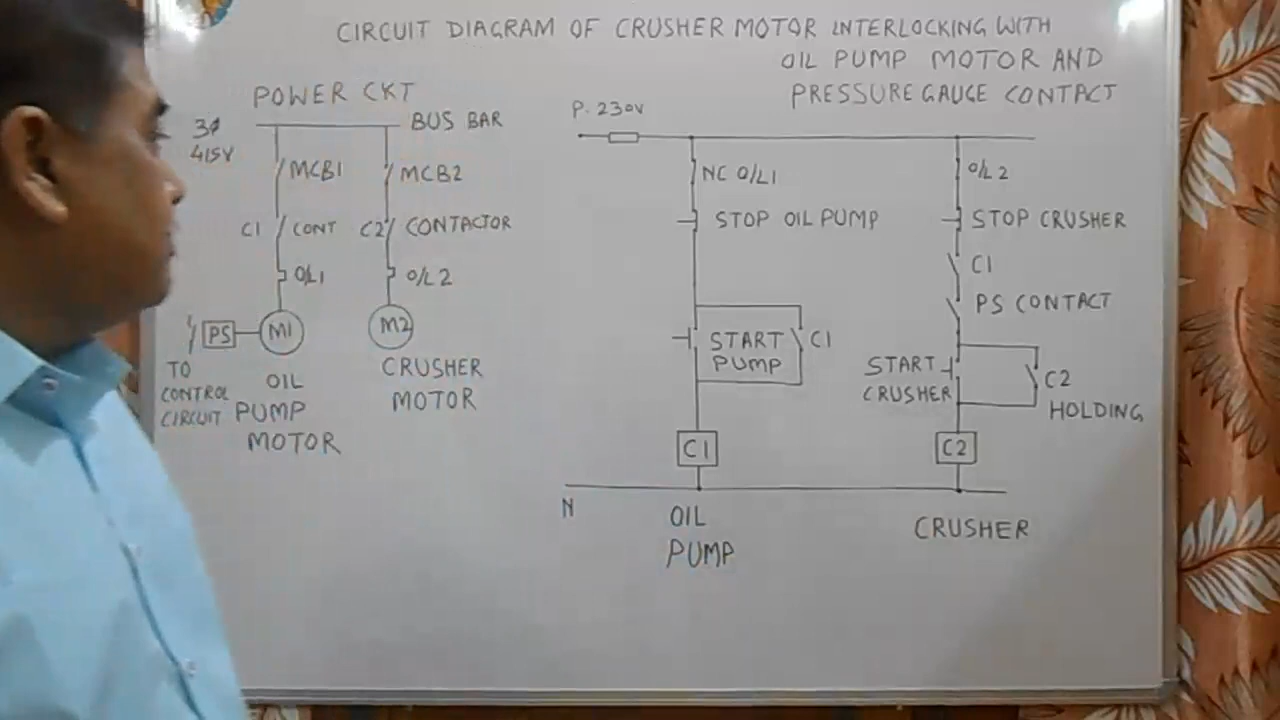 CIRCUIT DIAGRAM OF CRUSHER MOTOR INTERLOCKING WITH
OIL PUMP MOTOR AND
PRESSURE GAUGE CONTACT
POWER CKT
3ϕ
415V
BUS BAR
MCB1
MCB2
C1
CONT
C2
CONTACTOR
O/L1
O/L2
PS
M1
M2
TO
CONTROL
CIRCUIT
OIL
PUMP
MOTOR
CRUSHER
MOTOR
P. 230V
NC O/L1
STOP OIL PUMP
START
PUMP
C1
C1
OIL
PUMP
N
O/L2
STOP CRUSHER
C1
PS CONTACT
START
CRUSHER
C2
HOLDING
C2
CRUSHER